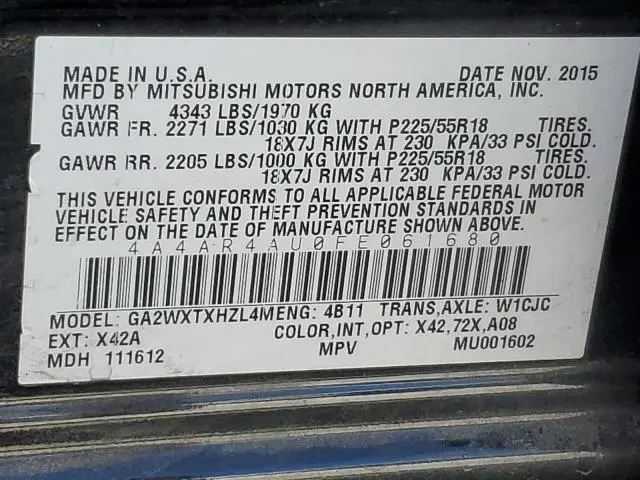 MADE IN U.S.A. DATE NOV. 2015
MFD BY MITSUBISHI MOTORS NORTH AMERICA, INC.
GVWR 4343 LBS/1970 KG
GAWR FR. 2271 LBS/1030 KG WITH P225/55R18 TIRES.
18X7J RIMS AT 230 KPA/33 PSI COLD.
GAWR RR. 2205 LBS/1000 KG WITH P225/55R18 TIRES.
18X7J RIMS AT 230 KPA/33 PSI COLD.
THIS VEHICLE CONFORMS TO ALL APPLICABLE FEDERAL MOTOR
VEHICLE SAFETY AND THEFT PREVENTION STANDARDS IN
EFFECT ON THE DATE OF MANUFACTURE SHOWN ABOVE.
4A4AR4AU0FE061680
MODEL: GA2WXTXHZL4MENG: 4B11 TRANS,AXLE: W1CJC
EXT: X42A COLOR,INT,OPT: X42,72X,A08
MDH 111612 MPV MU001602